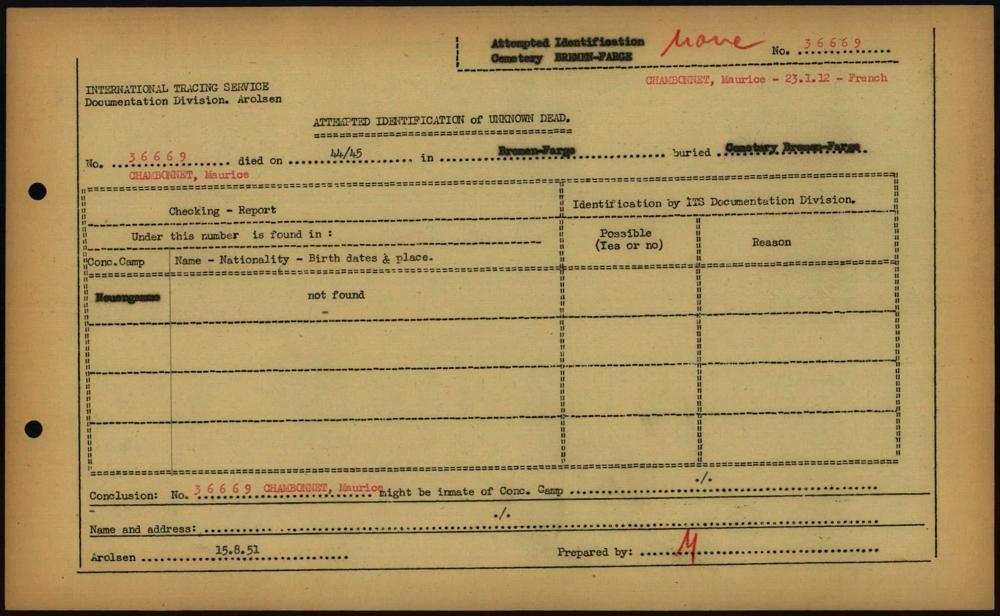 Attempted Identification
Cemetery BREMEN-FARGE
None No. 36669
CHAMBONNET, Maurice - 23.I.12 - French
INTERNATIONAL TRACING SERVICE
Documentation Division. Arolsen
ATTEMPTED IDENTIFICATION of UNKNOWN DEAD.
No. 36669 died on 44/45 in Bremen-Farge buried Cemetery Bremen-Farge
CHAMBONNET, Maurice
Checking - Report
Identification by ITS Documentation Division.
Under this number is found in :
Possible
(Yes or no)
Reason
Conc.Camp
Name - Nationality - Birth dates & place.
Neuengamme
not found
-
Conclusion: No. 36669 CHAMBONNET, Maurice might be inmate of Conc. Camp ./.
Name and address: ./.
Arolsen 15.8.51 Prepared by: